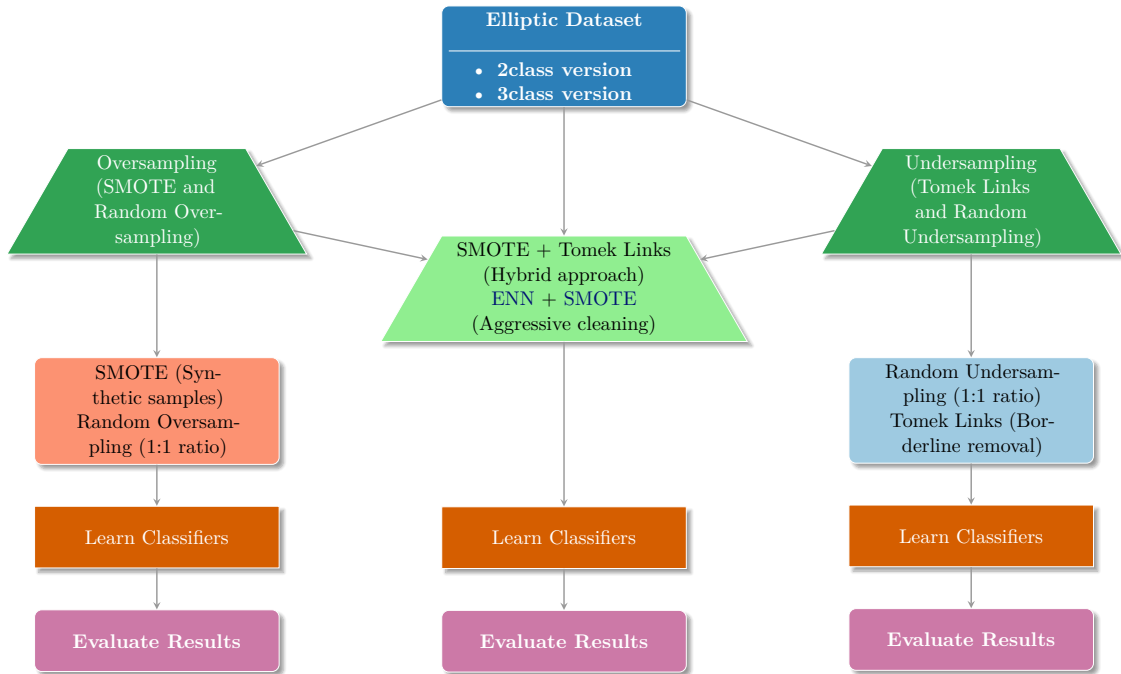 Elliptic Dataset
• 2class version
• 3class version
Oversampling
(SMOTE and
Random Over-
sampling)
Undersampling
(Tomek Links
and Random
Undersampling)
SMOTE + Tomek Links
(Hybrid approach)
ENN + SMOTE
(Aggressive cleaning)
SMOTE (Syn-
thetic samples)
Random Oversam-
pling (1:1 ratio)
Random Undersam-
pling (1:1 ratio)
Tomek Links (Bor-
derline removal)
Learn Classifiers
Learn Classifiers
Learn Classifiers
Evaluate Results
Evaluate Results
Evaluate Results